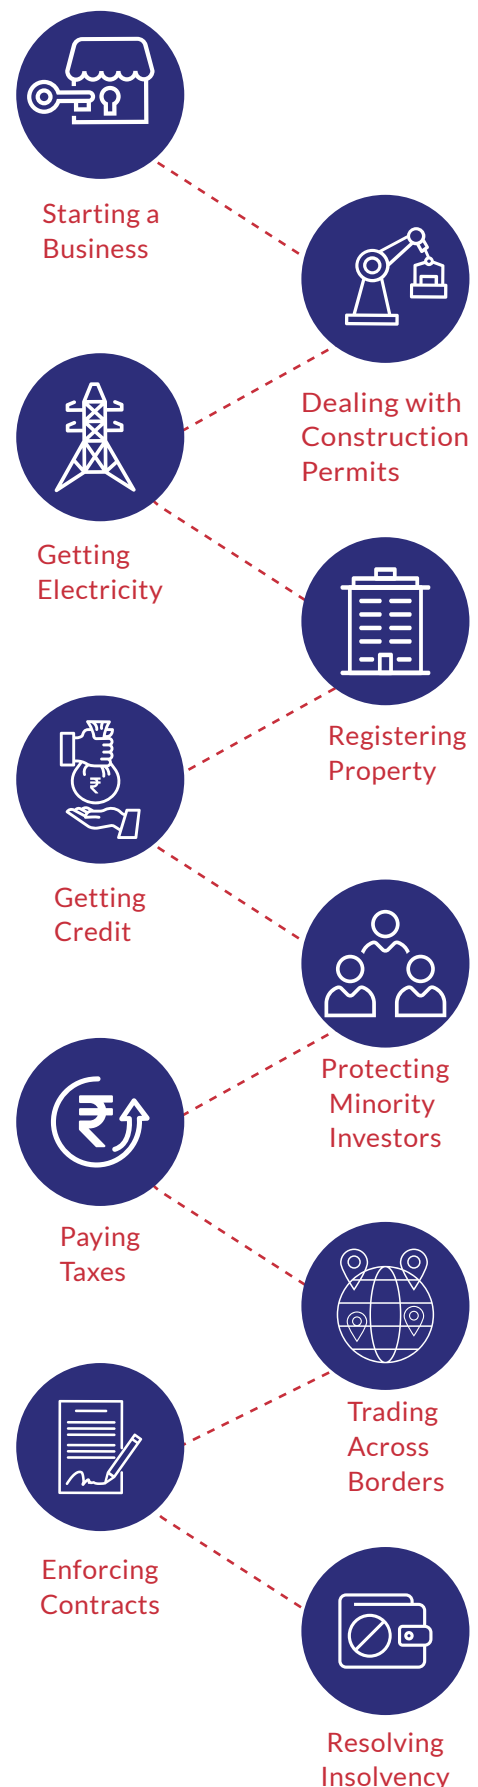 Starting a
Business
Dealing with
Construction
Permits
Getting
Electricity
Registering
Property
₹
Getting
Credit
Protecting
Minority
Investors
₹
Paying
Taxes
Trading
Across
Borders
Enforcing
Contracts
Resolving
Insolvency